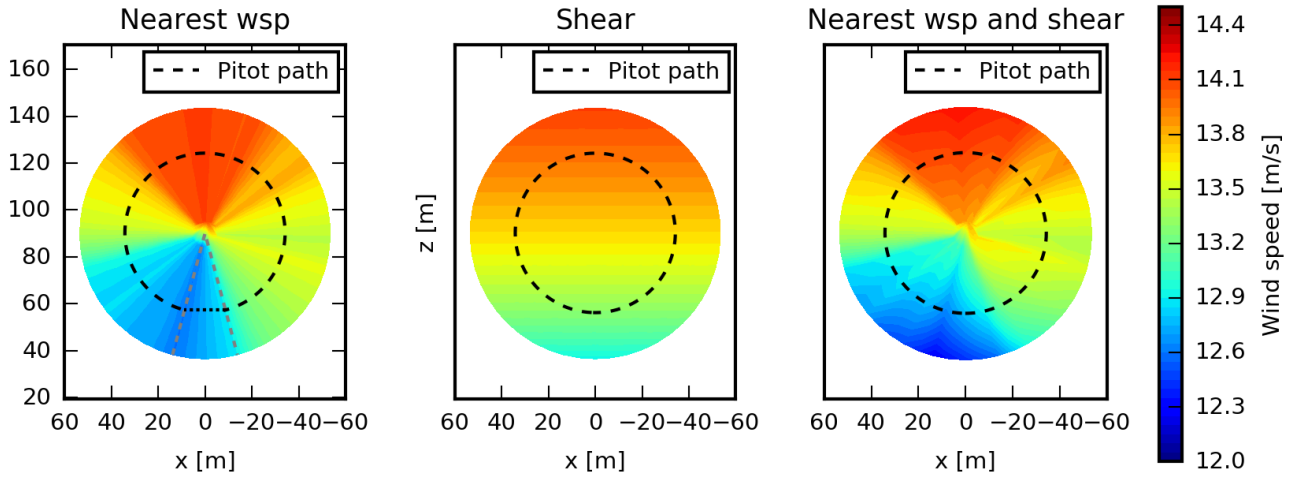 Nearest wsp
Shear
Nearest wsp and shear
Pitot path
Pitot path
Pitot path
160
140
120
100
80
60
40
20
z [m]
14.4
14.1
13.8
13.5
13.2
12.9
12.6
12.3
12.0
Wind speed [m/s]
60 40 20 0 −20 −40 −60
60 40 20 0 −20 −40 −60
60 40 20 0 −20 −40 −60
x [m]
x [m]
x [m]